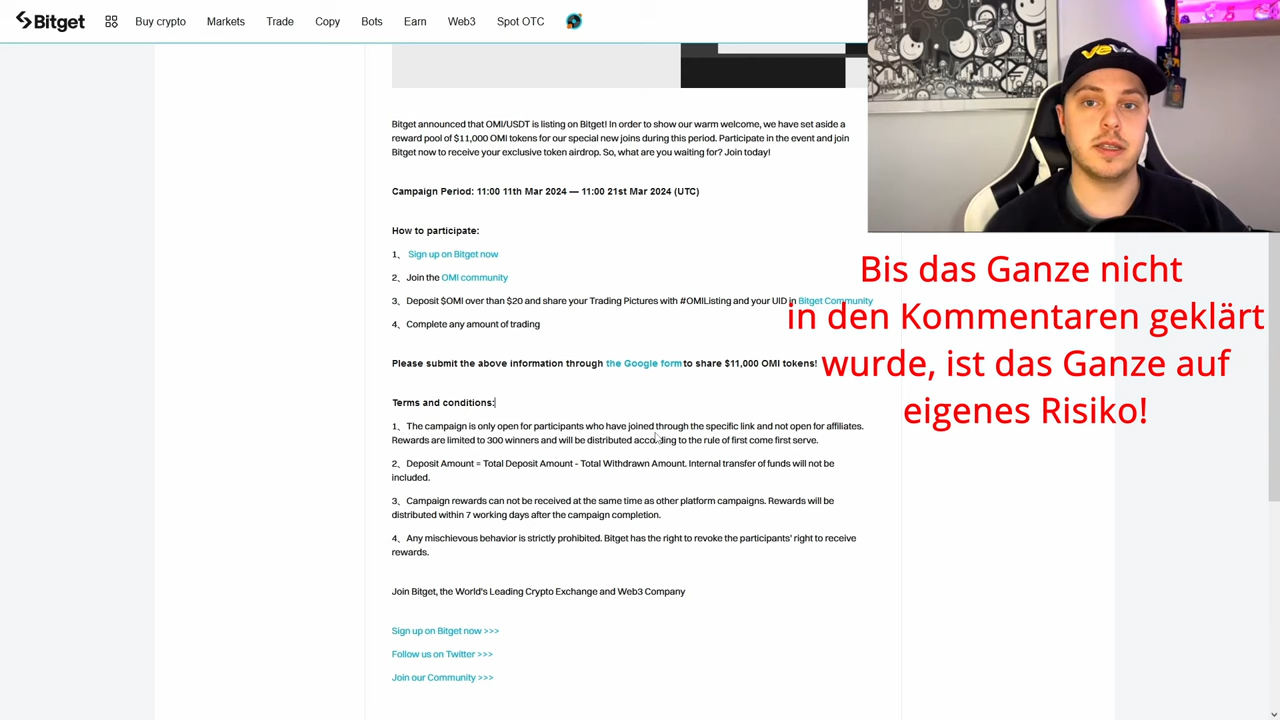 Bitget
Buy crypto
Markets
Trade
Copy
Bots
Earn
Web3
Spot OTC
Bitget announced that OMI/USDT is listing on Bitget! In order to show our warm welcome, we have set aside a
reward pool of $11,000 OMI tokens for our special new joins during this period. Participate in the event and join
Bitget now to receive your exclusive token airdrop. So, what are you waiting for? Join today!
Campaign Period: 11:00 11th Mar 2024 — 11:00 21st Mar 2024 (UTC)
How to participate:
1、 Sign up on Bitget now
2、Join the OMI community
3、Deposit $OMI over than $20 and share your Trading Pictures with #OMIListing and your UID in Bitget Community
4、Complete any amount of trading
Please submit the above information through the Google form to share $11,000 OMI tokens!
Terms and conditions:
1、The campaign is only open for participants who have joined through the specific link and not open for affiliates.
Rewards are limited to 300 winners and will be distributed according to the rule of first come first serve.
2、Deposit Amount = Total Deposit Amount - Total Withdrawn Amount. Internal transfer of funds will not be
included.
3、Campaign rewards can not be received at the same time as other platform campaigns. Rewards will be
distributed within 7 working days after the campaign completion.
4、Any mischievous behavior is strictly prohibited. Bitget has the right to revoke the participants' right to receive
rewards.
Join Bitget, the World's Leading Crypto Exchange and Web3 Company
Sign up on Bitget now >>>
Follow us on Twitter >>>
Join our Community >>>
Bis das Ganze nicht
in den Kommentaren geklärt
wurde, ist das Ganze auf
eigenes Risiko!